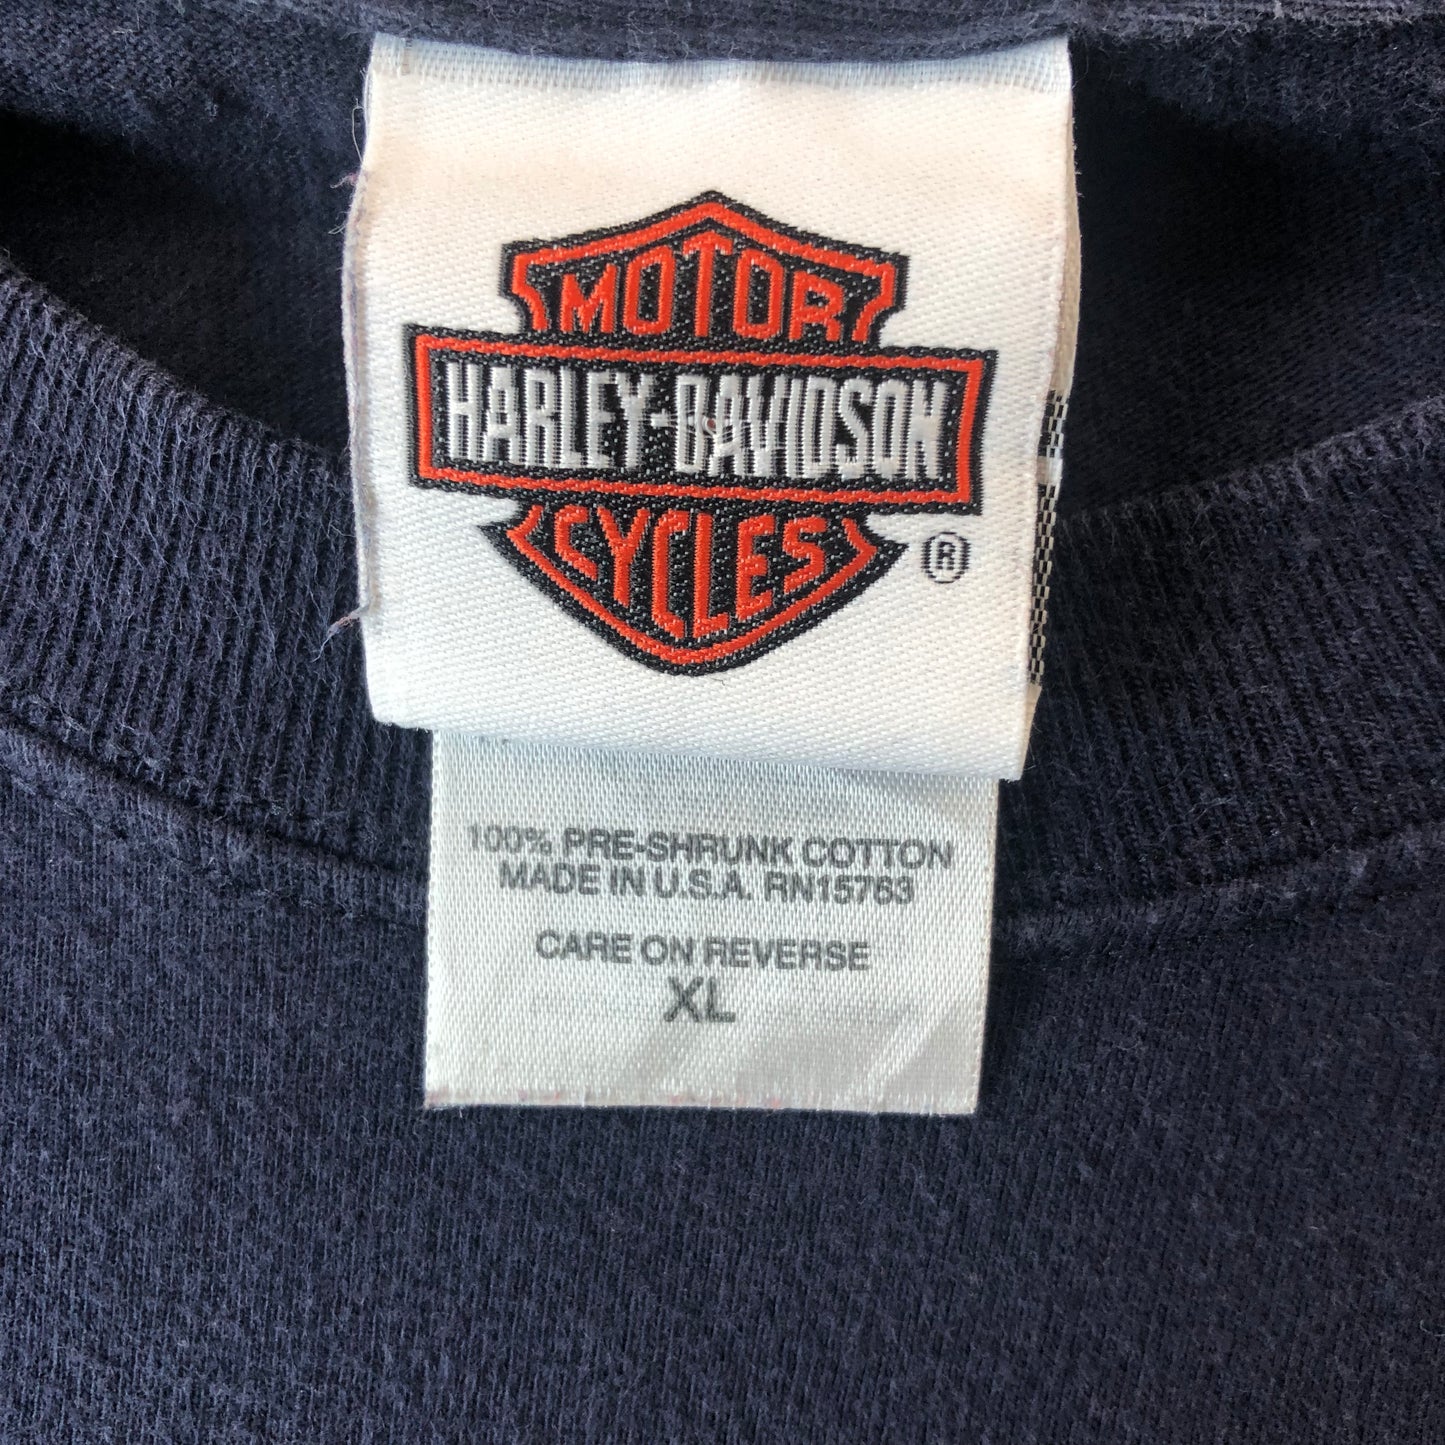 MOTOR
HARLEY-DAVIDSON
CYCLES
®
100% PRE-SHRUNK COTTON
MADE IN U.S.A. RN15763
CARE ON REVERSE
XL